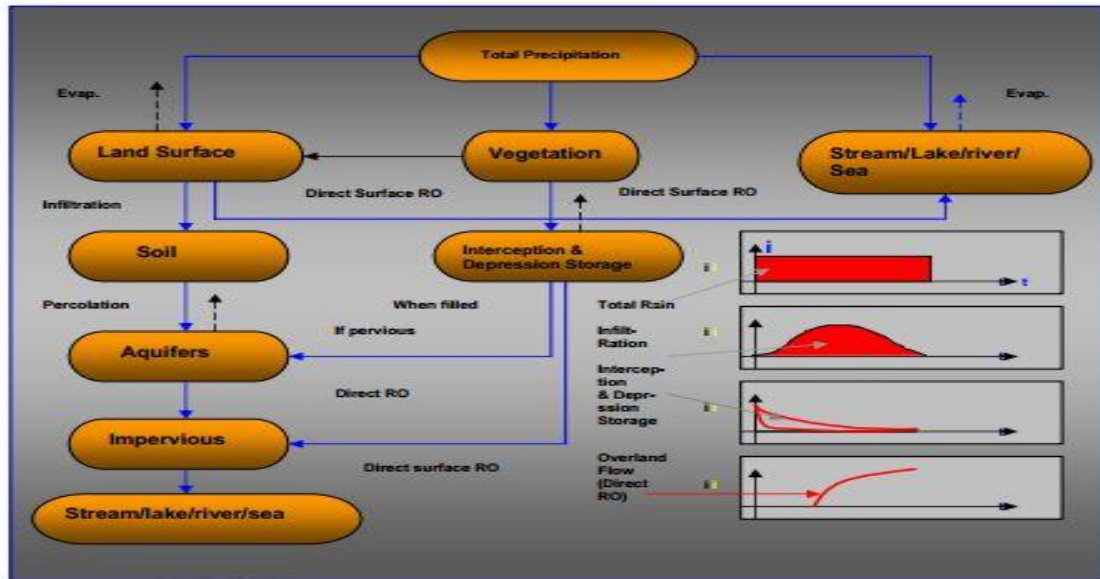 Total Precipitation
Evap.
Evap.
Land Surface
Vegetation
Stream/Lake/river/
Sea
Direct Surface RO
Direct Surface RO
Infiltration
Soil
Interception &
Depression Storage
i
t
Total Rain
Percolation
When filled
If pervious
Aquifers
Infilt-
Ration
Direct RO
Intercep-
tion
& Depr-
ssion
Storage
Impervious
Direct surface RO
Overland
Flow
(Direct
RO)
Stream/lake/river/sea